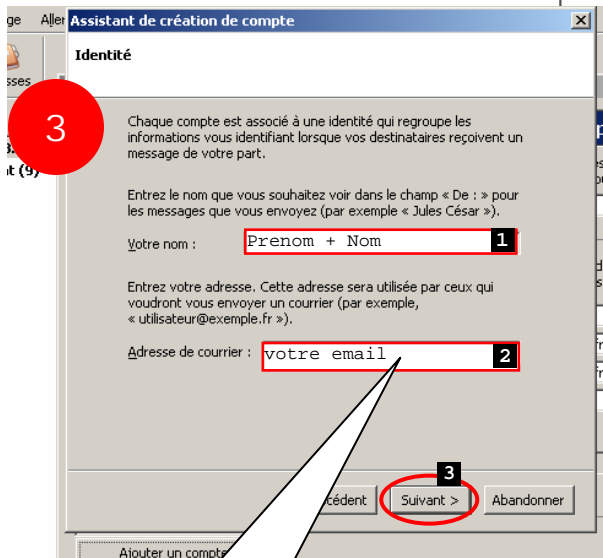 ge Aller
Assistant de création de compte
Identité
sses
3
Chaque compte est associé à une identité qui regroupe les
informations vous identifiant lorsque vos destinataires reçoivent un
message de votre part.
t (9)
Entrez le nom que vous souhaitez voir dans le champ « De : » pour
les messages que vous envoyez (par exemple « Jules César »).
Votre nom : Prenom + Nom 1
Entrez votre adresse. Cette adresse sera utilisée par ceux qui
voudront vous envoyer un courrier (par exemple,
« utilisateur@exemple.fr »).
Adresse de courrier : votre email 2
3
cédent Suivant > Abandonner
Ajouter un compte